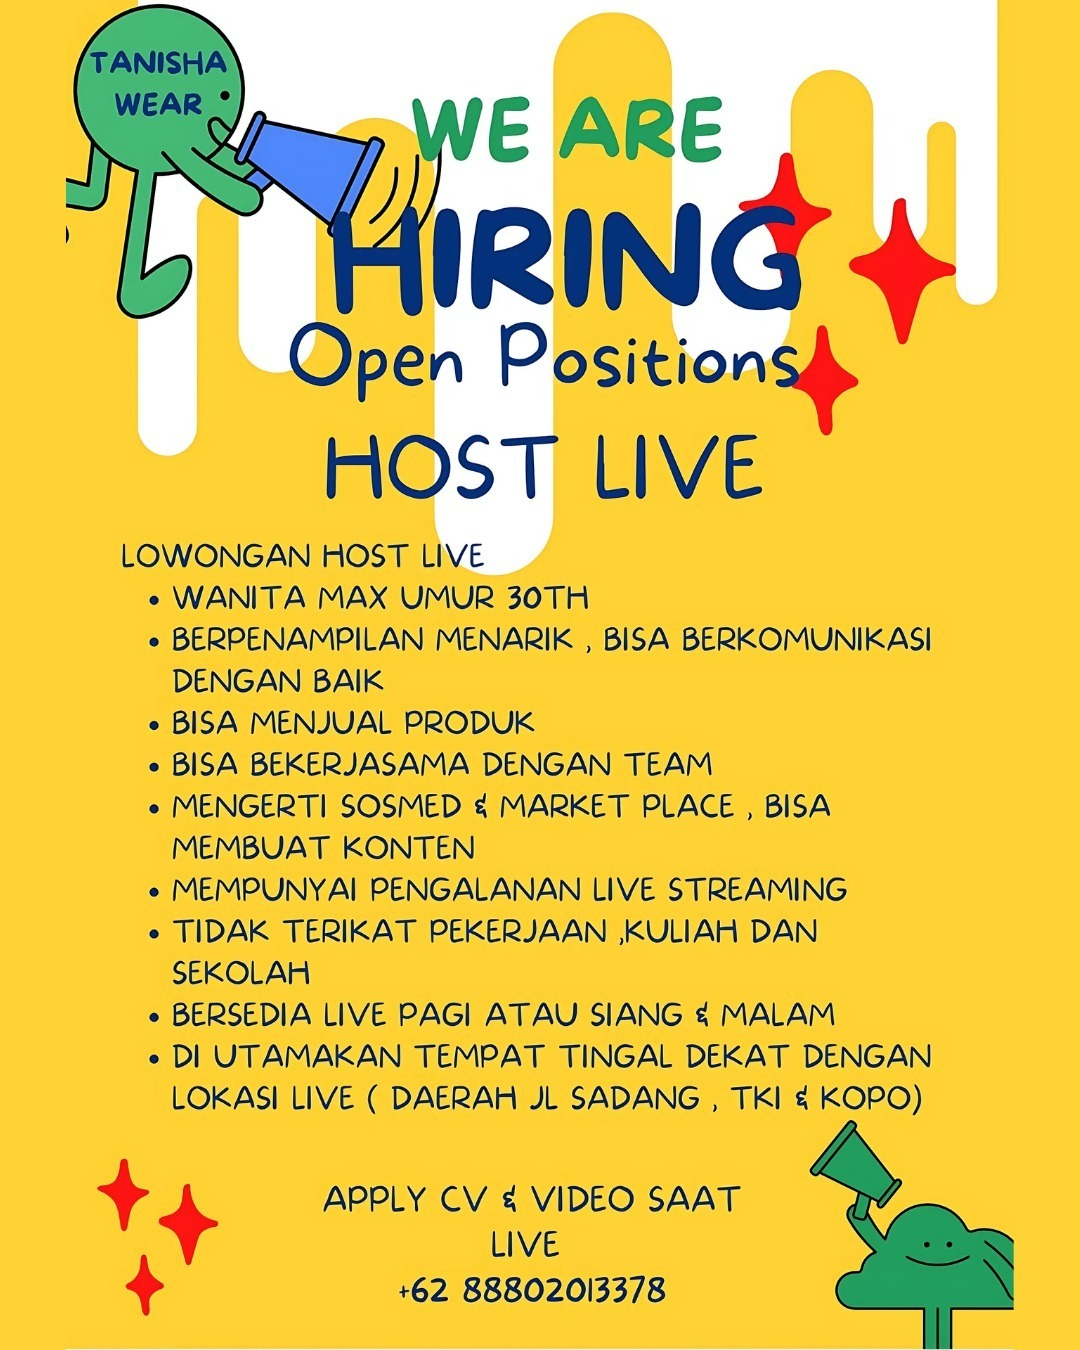 TANISHA
WEAR
WE ARE
HIRING
Open Positions
HOST LIVE
LOWONGAN HOST LIVE
• WANITA MAX UMUR 30TH
• BERPENAMPILAN MENARIK , BISA BERKOMUNIKASI
DENGAN BAIK
• BISA MENJUAL PRODUK
• BISA BEKERJASAMA DENGAN TEAM
• MENGERTI SOSMED & MARKET PLACE , BISA
MEMBUAT KONTEN
• MEMPUNYAI PENGALANAN LIVE STREAMING
• TIDAK TERIKAT PEKERJAAN ,KULIAH DAN
SEKOLAH
• BERSEDIA LIVE PAGI ATAU SIANG & MALAM
• DI UTAMAKAN TEMPAT TINGAL DEKAT DENGAN
LOKASI LIVE ( DAERAH JL SADANG , TKI & KOPO)
APPLY CV & VIDEO SAAT
LIVE
+62 88802013378